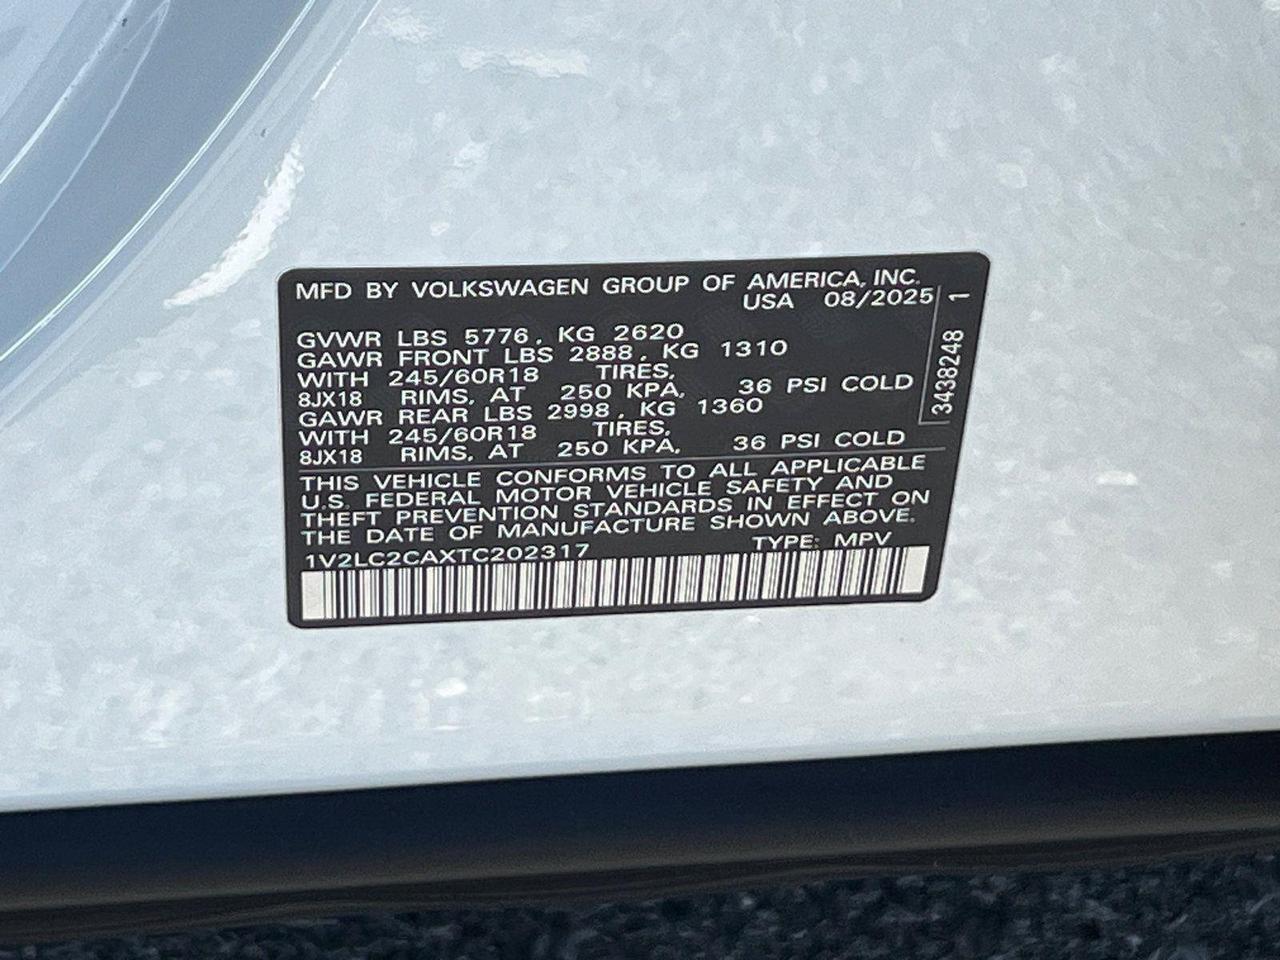 MFD BY VOLKSWAGEN GROUP OF AMERICA, INC.
USA 08/2025
GVWR LBS 5776, KG 2620
GAWR FRONT LBS 2888, KG 1310
WITH 245/60R18 TIRES,
8JX18 RIMS, AT 250 KPA, 36 PSI COLD
GAWR REAR LBS 2998, KG 1360
WITH 245/60R18 TIRES,
8JX18 RIMS, AT 250 KPA, 36 PSI COLD
THIS VEHICLE CONFORMS TO ALL APPLICABLE
U.S. FEDERAL MOTOR VEHICLE SAFETY AND
THEFT PREVENTION STANDARDS IN EFFECT ON
THE DATE OF MANUFACTURE SHOWN ABOVE.
1V2LC2CAXTC202317 TYPE: MPV
3438248 1